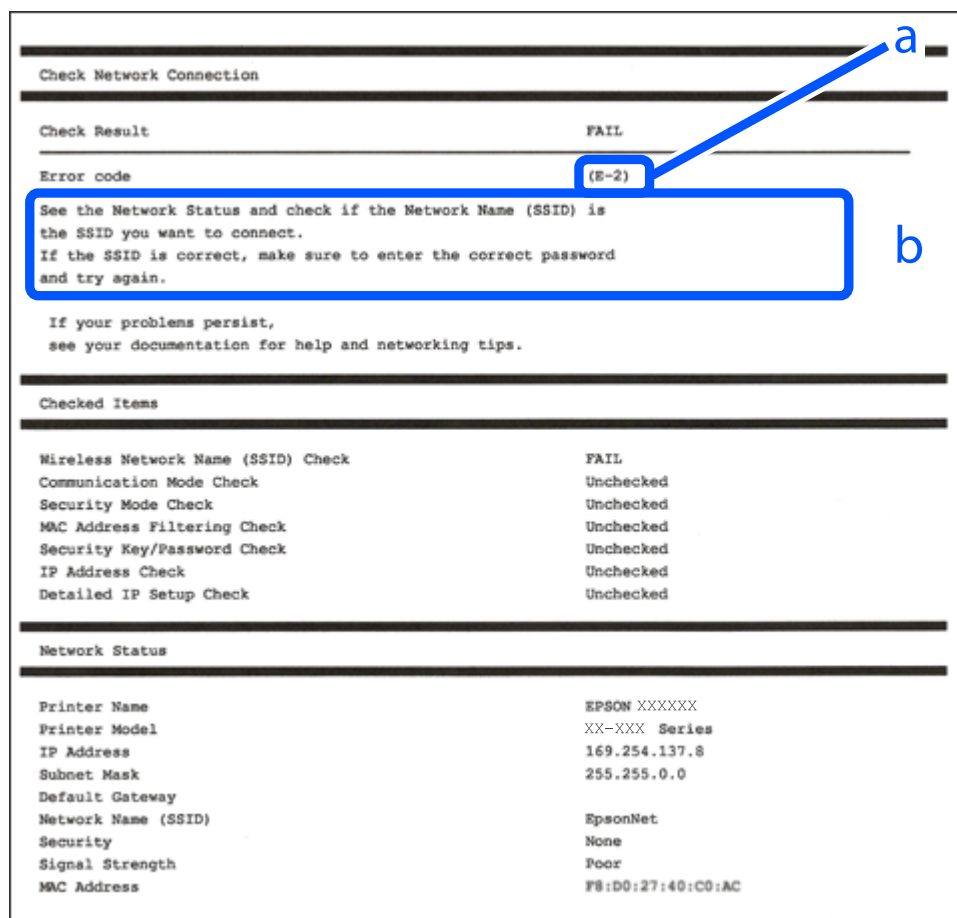 a
Check Network Connection
Check Result FAIL
Error code (E-2)
See the Network Status and check if the Network Name (SSID) is
the SSID you want to connect.
If the SSID is correct, make sure to enter the correct password
and try again.
b
If your problems persist,
see your documentation for help and networking tips.
Checked Items
Wireless Network Name (SSID) Check FAIL
Communication Mode Check Unchecked
Security Mode Check Unchecked
MAC Address Filtering Check Unchecked
Security Key/Password Check Unchecked
IP Address Check Unchecked
Detailed IP Setup Check Unchecked
Network Status
Printer Name EPSON XXXXXX
Printer Model XX-XXX Series
IP Address 169.254.137.8
Subnet Mask 255.255.0.0
Default Gateway
Network Name (SSID) EpsonNet
Security None
Signal Strength Poor
MAC Address F8:D0:27:40:C0:AC